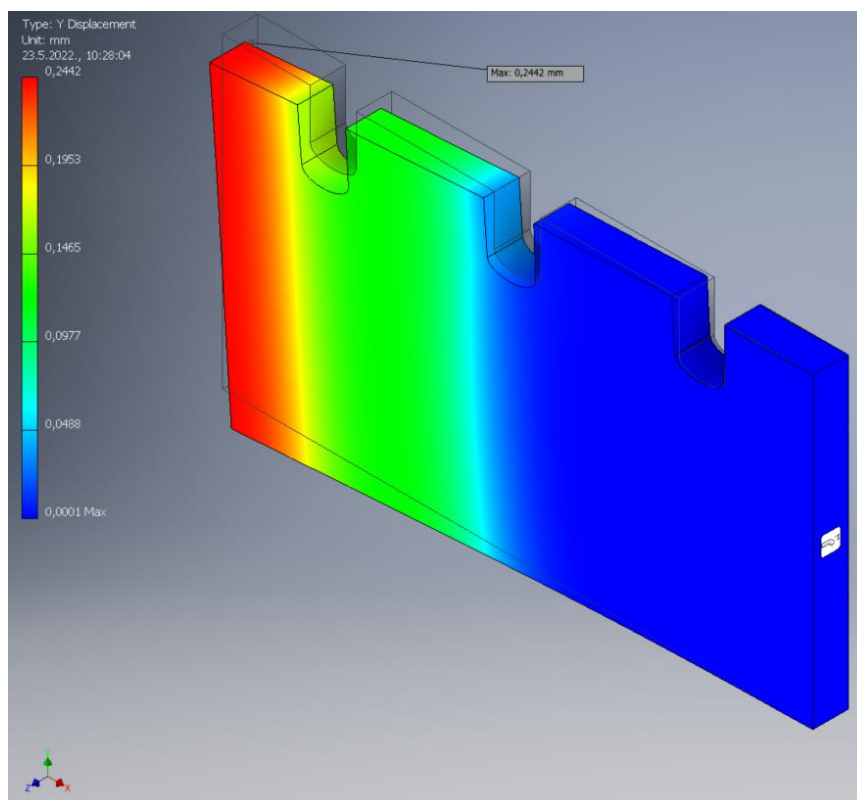 Type: Y Displacement
Unit: mm
23.5.2022., 10:28:04
0,2442
Max: 0,2442 mm
0,1953
0,1465
0,0977
0,0488
0,0001 Max
Y
Z
X